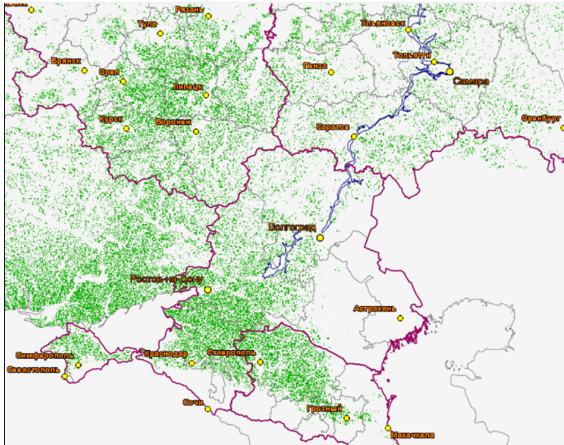 Рязань
Ульяновск
Тула
Тольятти
Брянск
Пенза
Орел
Самара
Липецк
Курск
Воронеж
Саратов
Оренбург
Волгоград
Ростов-на-Дону
Астрахань
Симферополь
Краснодар
Ставрополь
Севастополь
Сочи
Грозный
Махачкала